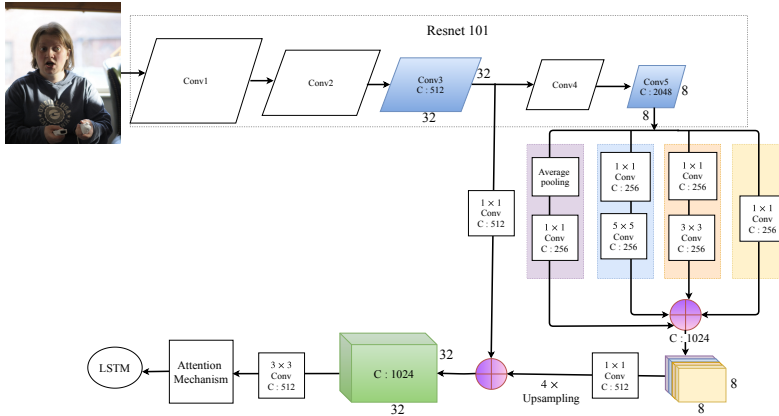 Resnet 101
Conv1
Conv2
Conv3
C : 512
32
32
Conv4
Conv5
C : 2048
8
8
Average
pooling
1 × 1
Conv
C : 256
1 × 1
Conv
C : 256
5 × 5
Conv
C : 256
1 × 1
Conv
C : 256
3 × 3
Conv
C : 256
1 × 1
Conv
C : 256
1 × 1
Conv
C : 512
C : 1024
8
8
1 × 1
Conv
C : 512
4 ×
Upsampling
32
C : 1024
32
3 × 3
Conv
C : 512
Attention
Mechanism
LSTM